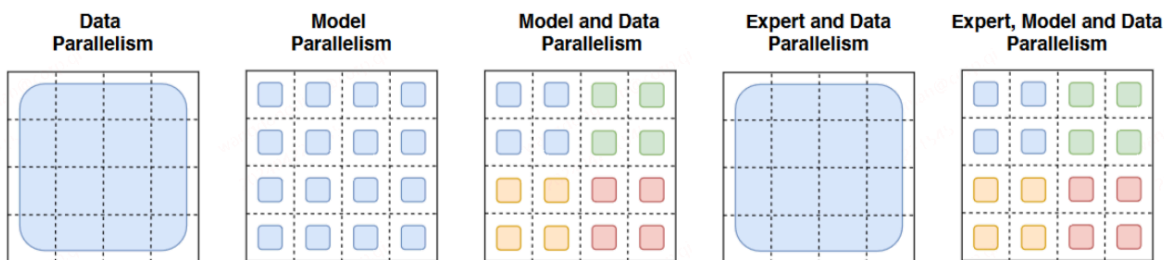 Data
Parallelism
Model
Parallelism
Model and Data
Parallelism
Expert and Data
Parallelism
Expert, Model and Data
Parallelism